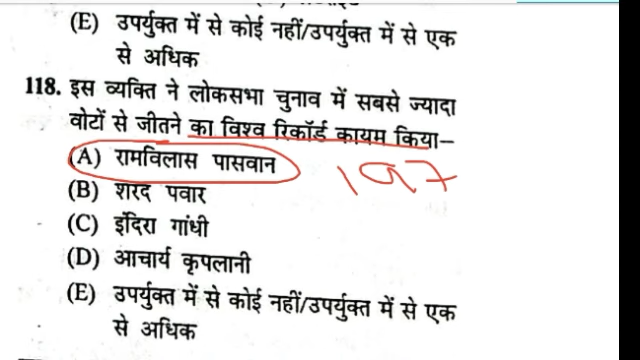 (E) उपर्युक्त में से कोई नहीं/उपर्युक्त में से एक
से अधिक
118. इस व्यक्ति ने लोकसभा चुनाव में सबसे ज्यादा
वोटों से जीतने का विश्व रिकॉर्ड कायम किया–
(A) रामविलास पासवान
197
(B) शरद पवार
(C) इंदिरा गांधी
(D) आचार्य कृपलानी
(E) उपर्युक्त में से कोई नहीं/उपर्युक्त में से एक
से अधिक